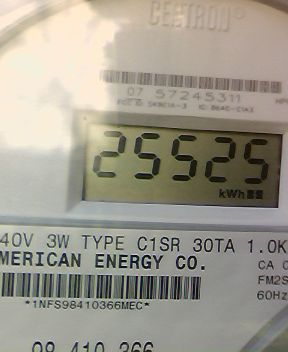 CENTRON®
07 57245311
25525
kWh
40V 3W TYPE C1SR 30TA 1.0K
MERICAN ENERGY CO.
CA 0
FM2S
60Hz
*1NFS98410366MEC*
98 410 366